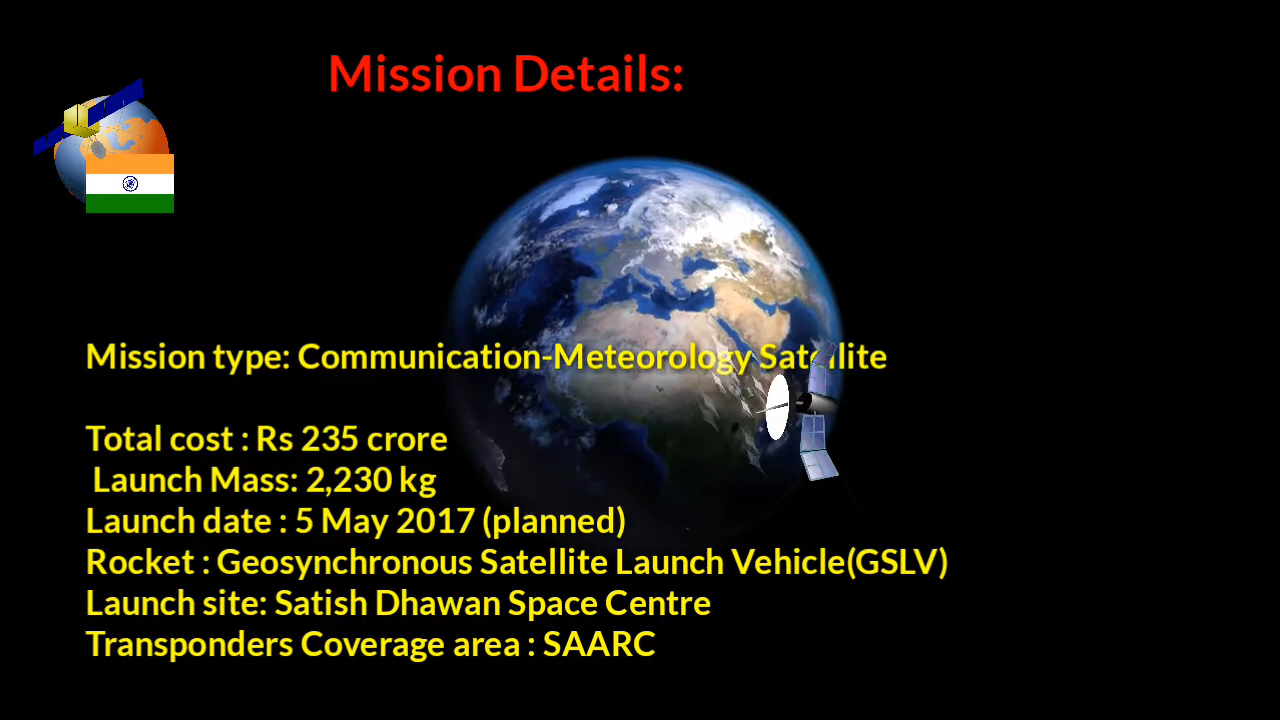 Mission Details:
Mission type: Communication-Meteorology Satellite
Total cost : Rs 235 crore
Launch Mass: 2,230 kg
Launch date : 5 May 2017 (planned)
Rocket : Geosynchronous Satellite Launch Vehicle(GSLV)
Launch site: Satish Dhawan Space Centre
Transponders Coverage area : SAARC